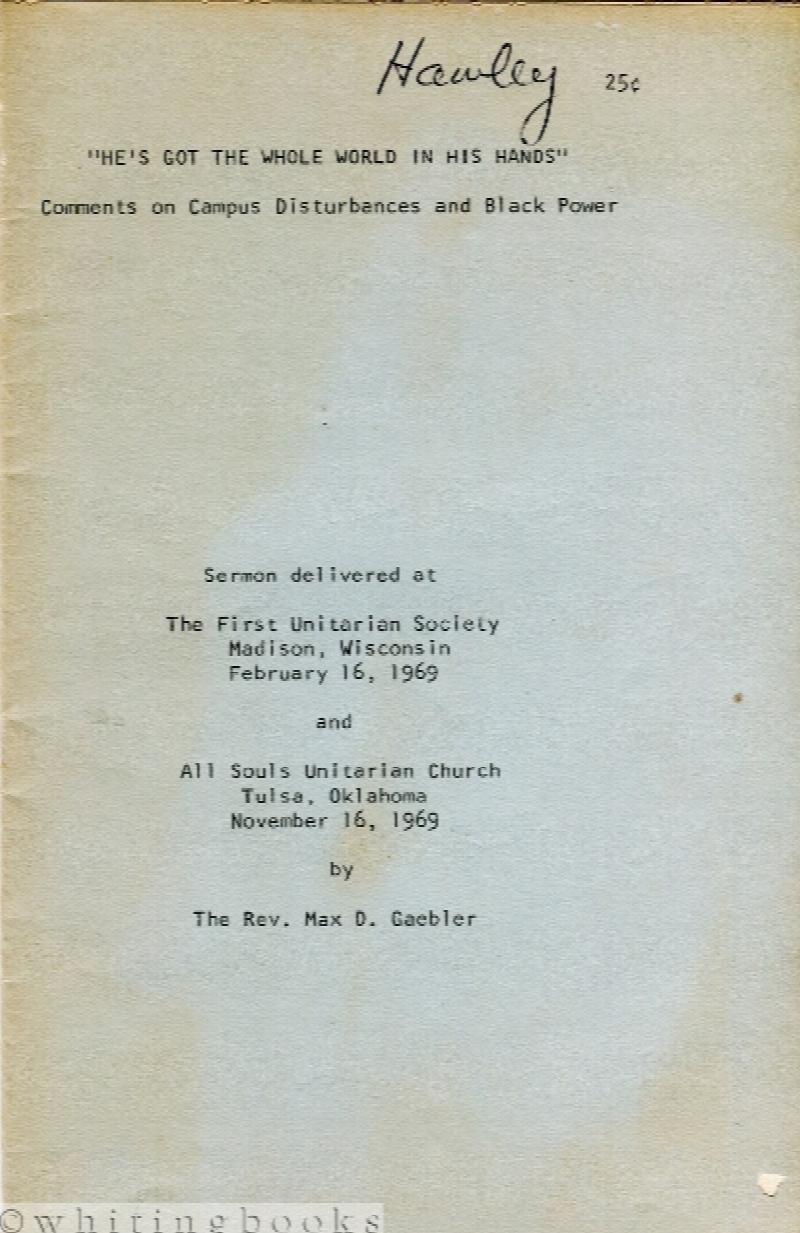 Hawley 25¢
"HE'S GOT THE WHOLE WORLD IN HIS HANDS"
Comments on Campus Disturbances and Black Power
Sermon delivered at
The First Unitarian Society
Madison, Wisconsin
February 16, 1969
and
All Souls Unitarian Church
Tulsa, Oklahoma
November 16, 1969
by
The Rev. Max D. Gaebler
©whitingbooks